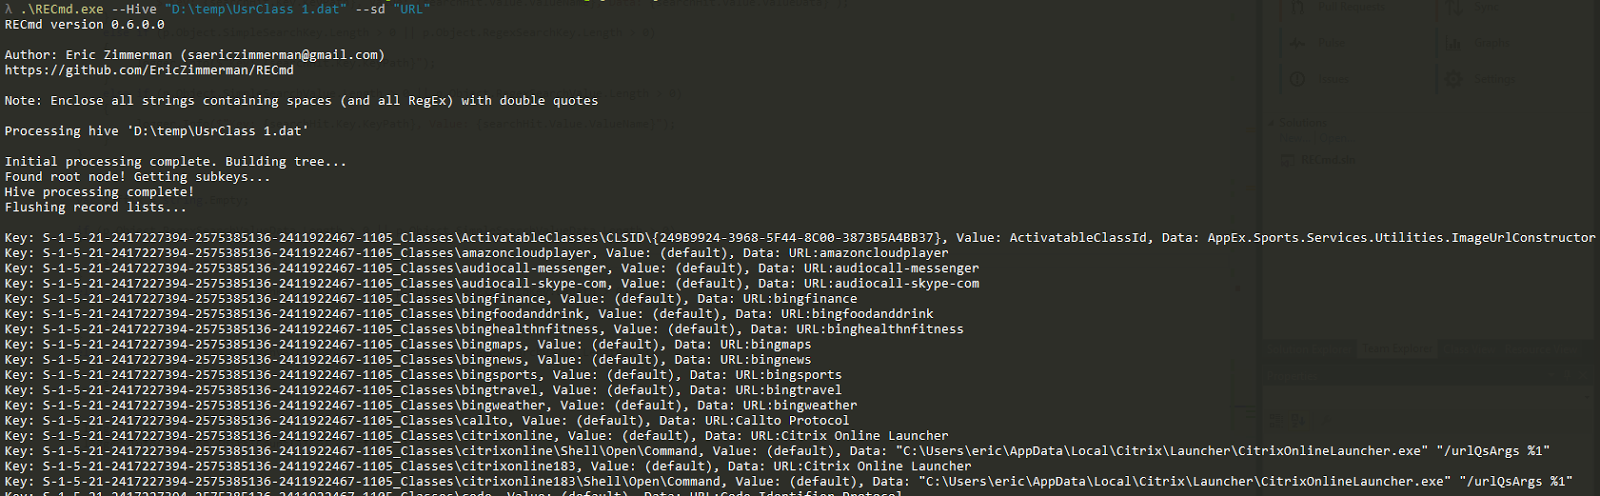 λ .\RECmd.exe --Hive "D:\temp\UsrClass 1.dat" --sd "URL"
RECmd version 0.6.0.0
Author: Eric Zimmerman (saericzimmerman@gmail.com)
https://github.com/EricZimmerman/RECmd
Note: Enclose all strings containing spaces (and all RegEx) with double quotes
Processing hive 'D:\temp\UsrClass 1.dat'
Initial processing complete. Building tree...
Found root node! Getting subkeys...
Hive processing complete!
Flushing record lists...
Key: S-1-5-21-2417227394-2575385136-2411922467-1105_Classes\ActivatableClasses\CLSID\{249B9924-3968-5F44-8C00-3873B5A4BB37}, Value: ActivatableClassId, Data: AppEx.Sports.Services.Utilities.ImageUrlConstructor
Key: S-1-5-21-2417227394-2575385136-2411922467-1105_Classes\amazoncloudplayer, Value: (default), Data: URL:amazoncloudplayer
Key: S-1-5-21-2417227394-2575385136-2411922467-1105_Classes\audiocall-messenger, Value: (default), Data: URL:audiocall-messenger
Key: S-1-5-21-2417227394-2575385136-2411922467-1105_Classes\audiocall-skype-com, Value: (default), Data: URL:audiocall-skype-com
Key: S-1-5-21-2417227394-2575385136-2411922467-1105_Classes\bingfinance, Value: (default), Data: URL:bingfinance
Key: S-1-5-21-2417227394-2575385136-2411922467-1105_Classes\bingfoodanddrink, Value: (default), Data: URL:bingfoodanddrink
Key: S-1-5-21-2417227394-2575385136-2411922467-1105_Classes\binghealthnfitness, Value: (default), Data: URL:binghealthnfitness
Key: S-1-5-21-2417227394-2575385136-2411922467-1105_Classes\bingmaps, Value: (default), Data: URL:bingmaps
Key: S-1-5-21-2417227394-2575385136-2411922467-1105_Classes\bingnews, Value: (default), Data: URL:bingnews
Key: S-1-5-21-2417227394-2575385136-2411922467-1105_Classes\bingsports, Value: (default), Data: URL:bingsports
Key: S-1-5-21-2417227394-2575385136-2411922467-1105_Classes\bingtravel, Value: (default), Data: URL:bingtravel
Key: S-1-5-21-2417227394-2575385136-2411922467-1105_Classes\bingweather, Value: (default), Data: URL:bingweather
Key: S-1-5-21-2417227394-2575385136-2411922467-1105_Classes\callto, Value: (default), Data: URL:Callto Protocol
Key: S-1-5-21-2417227394-2575385136-2411922467-1105_Classes\citrixonline, Value: (default), Data: URL:Citrix Online Launcher
Key: S-1-5-21-2417227394-2575385136-2411922467-1105_Classes\citrixonline\Shell\Open\Command, Value: (default), Data: "C:\Users\eric\AppData\Local\Citrix\Launcher\CitrixOnlineLauncher.exe" "/urlQsArgs %1"
Key: S-1-5-21-2417227394-2575385136-2411922467-1105_Classes\citrixonline183, Value: (default), Data: URL:Citrix Online Launcher
Key: S-1-5-21-2417227394-2575385136-2411922467-1105_Classes\citrixonline183\Shell\Open\Command, Value: (default), Data: "C:\Users\eric\AppData\Local\Citrix\Launcher\CitrixOnlineLauncher.exe" "/urlQsArgs %1"